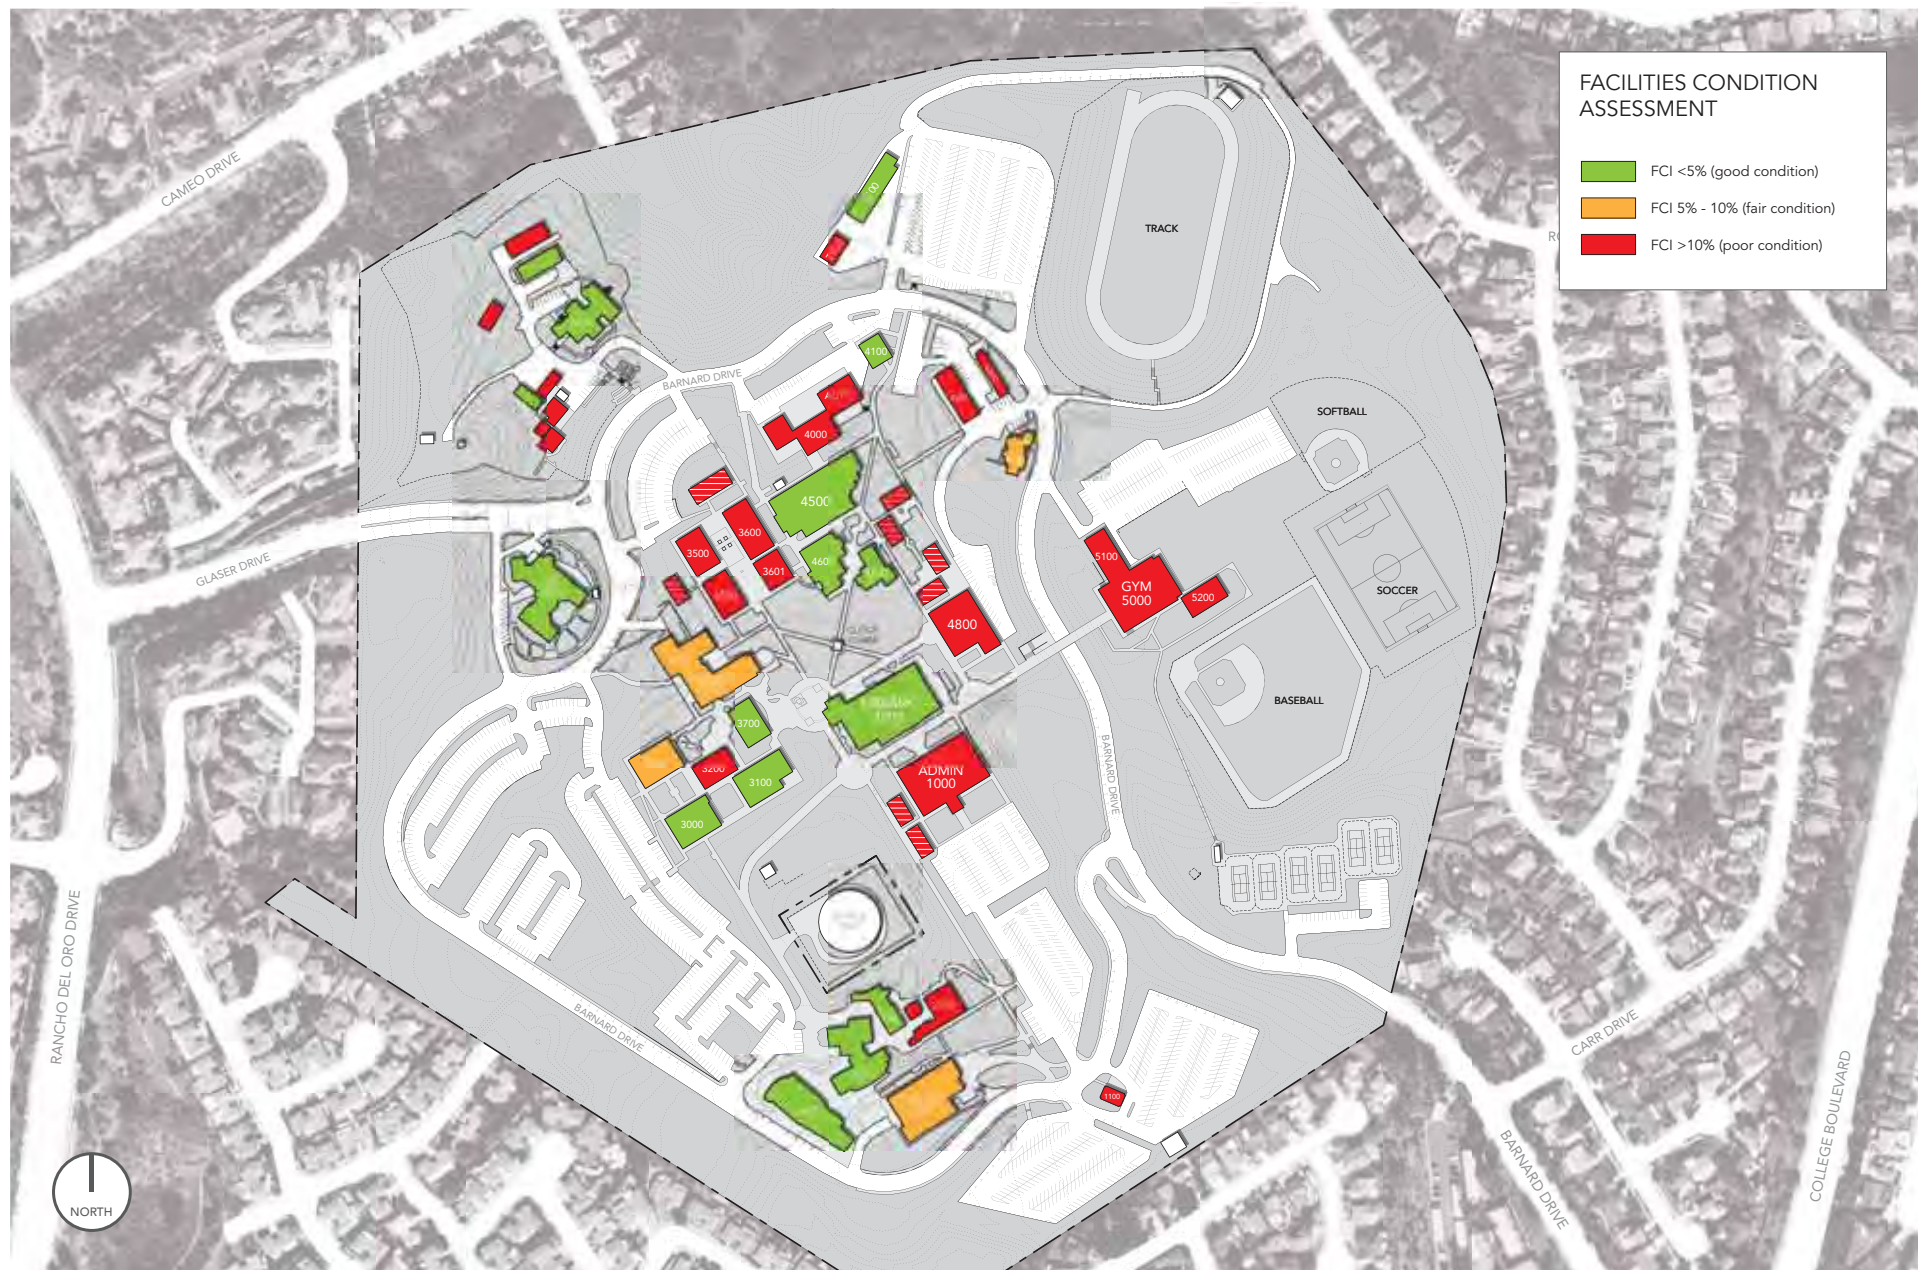 FACILITIES CONDITION
ASSESSMENT
FCI <5% (good condition)
FCI 5% - 10% (fair condition)
FCI >10% (poor condition)
CAMEO DRIVE
TRACK
BARNARD DRIVE
4100
4000
SOFTBALL
4500
3600
3500
3601
460
GLASER DRIVE
5100
GYM
5000
5200
SOCCER
4800
BASEBALL
3700
3200
3100
3000
ADMIN
1000
BARNARD DRIVE
RANCHO DEL ORO DRIVE
BARNARD DRIVE
1100
CARR DRIVE
BARNARD DRIVE
COLLEGE BOULEVARD
NORTH